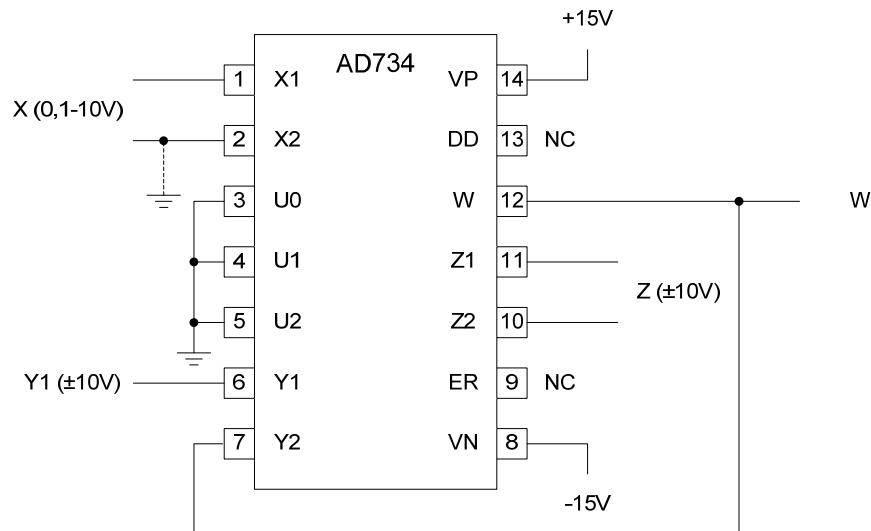 +15V
AD734
1 X1 VP 14
X (0,1-10V)
2 X2 DD 13 NC
3 U0 W 12 W
4 U1 Z1 11
Z (±10V)
5 U2 Z2 10
Y1 (±10V) 6 Y1 ER 9 NC
7 Y2 VN 8
-15V